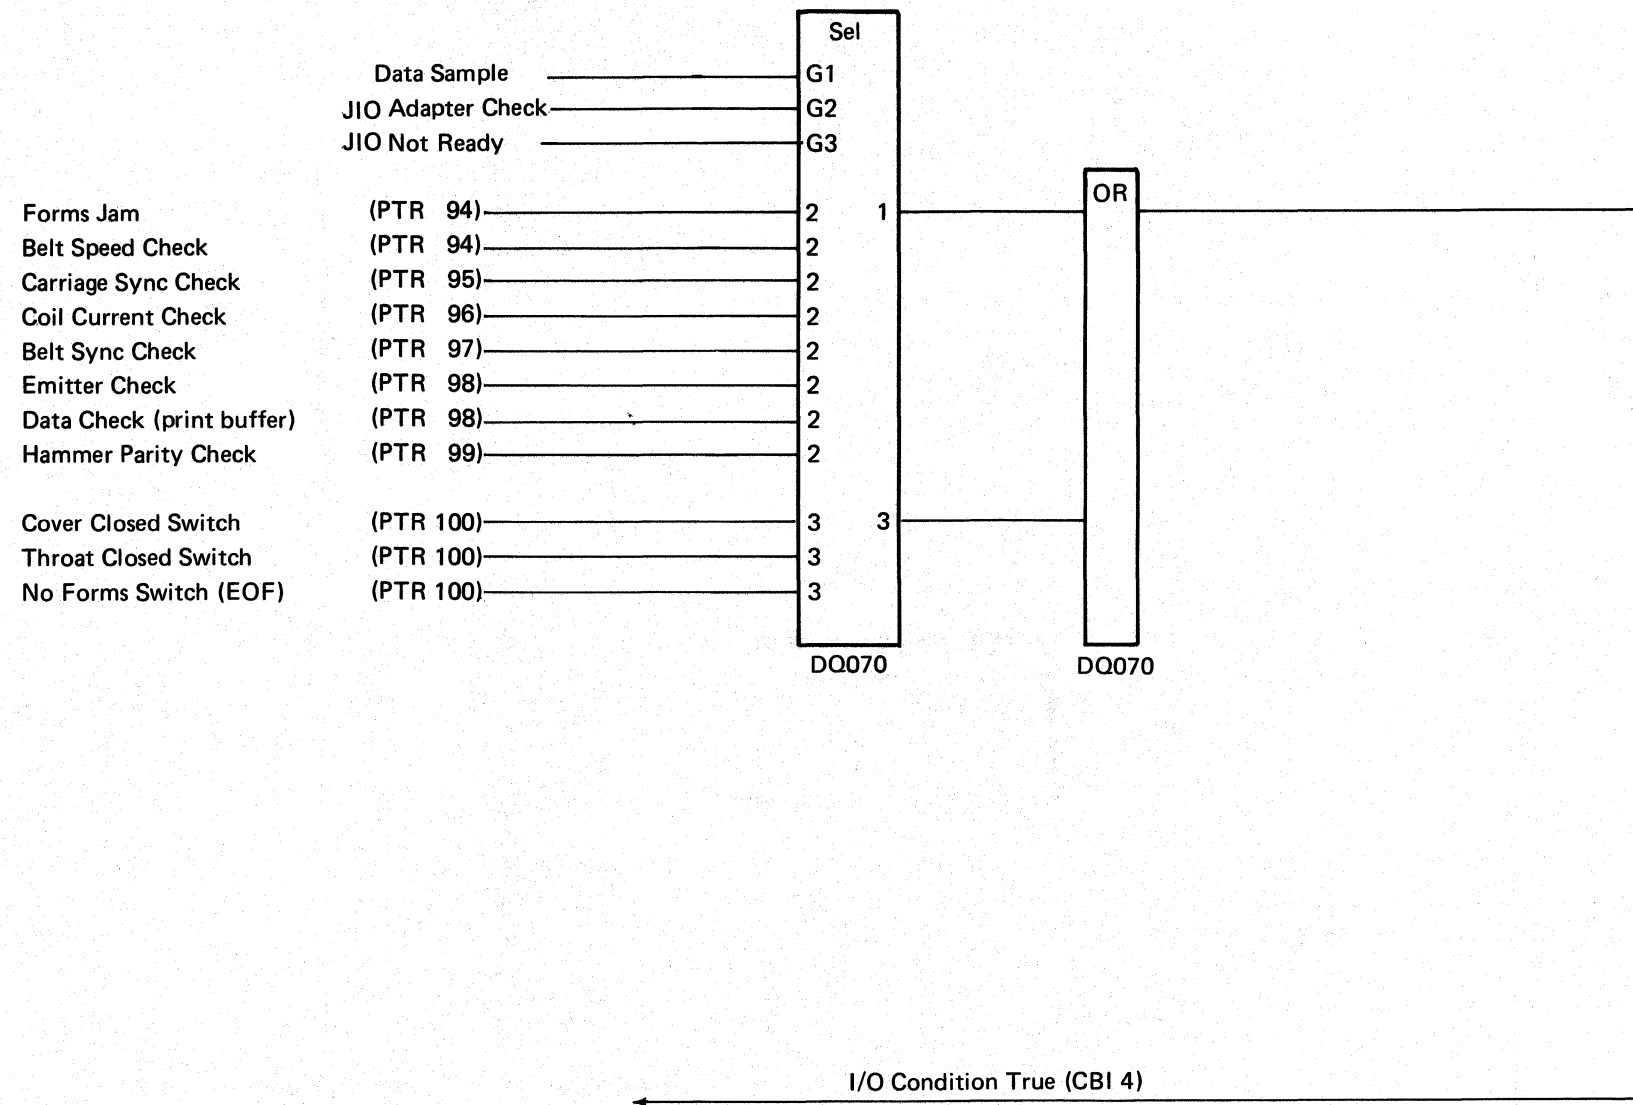 Sel
Data Sample G1
JIO Adapter Check G2
JIO Not Ready G3
OR
Forms Jam (PTR 94) 2 1
Belt Speed Check (PTR 94) 2
Carriage Sync Check (PTR 95) 2
Coil Current Check (PTR 96) 2
Belt Sync Check (PTR 97) 2
Emitter Check (PTR 98) 2
Data Check (print buffer) (PTR 98) 2
Hammer Parity Check (PTR 99) 2
Cover Closed Switch (PTR 100) 3 3
Throat Closed Switch (PTR 100) 3
No Forms Switch (EOF) (PTR 100) 3
DQ070 DQ070
I/O Condition True (CBI 4)